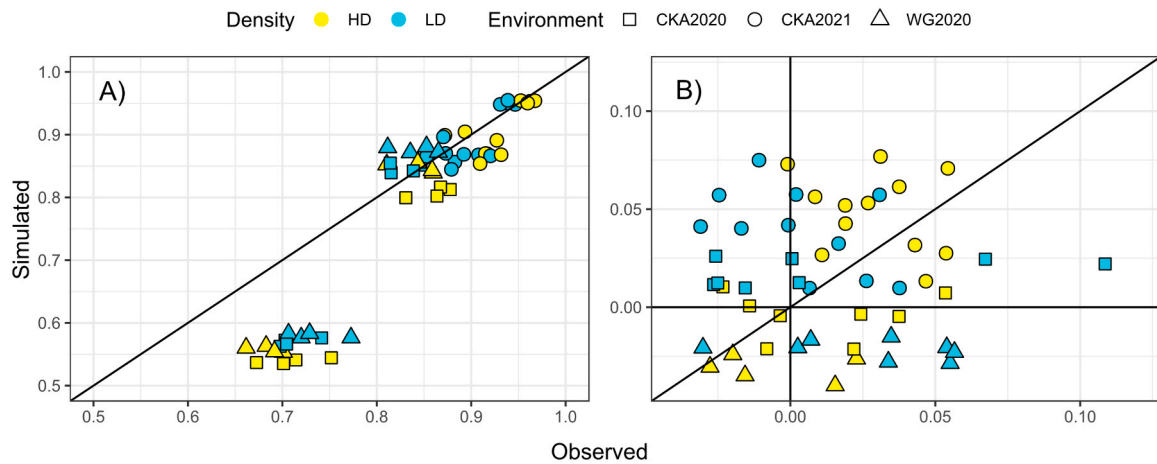 Density HD LD Environment CKA2020 CKA2021 WG2020
A)
B)
Simulated
1.0
0.9
0.8
0.7
0.6
0.5
0.5 0.6 0.7 0.8 0.9 1.0
0.10
0.05
0.00
0.00 0.05 0.10
Observed